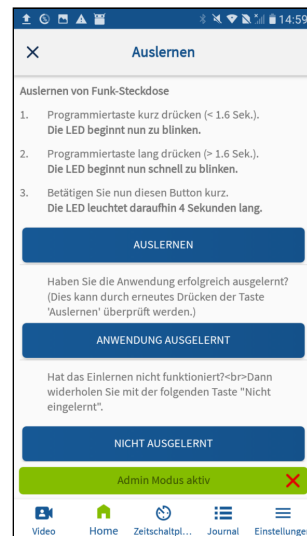 14:59
Auslernen
Auslernen von Funk-Steckdose
1. Programmiertaste kurz drücken (< 1.6 Sek.).
Die LED beginnt nun zu blinken.
2. Programmiertaste lang drücken (> 1.6 Sek.).
Die LED beginnt nun schnell zu blinken.
3. Betätigen Sie nun diesen Button kurz.
Die LED leuchtet daraufhin 4 Sekunden lang.
AUSLERNEN
Haben Sie die Anwendung erfolgreich ausgelernt?
(Dies kann durch erneutes Drücken der Taste
'Auslernen' überprüft werden.)
ANWENDUNG AUSGELERNT
Hat das Einlernen nicht funktioniert?<br>Dann
widerholen Sie mit der folgenden Taste "Nicht
eingelernt".
NICHT AUSGELERNT
Admin Modus aktiv
Video Home Zeitschaltpl... Journal Einstellungen